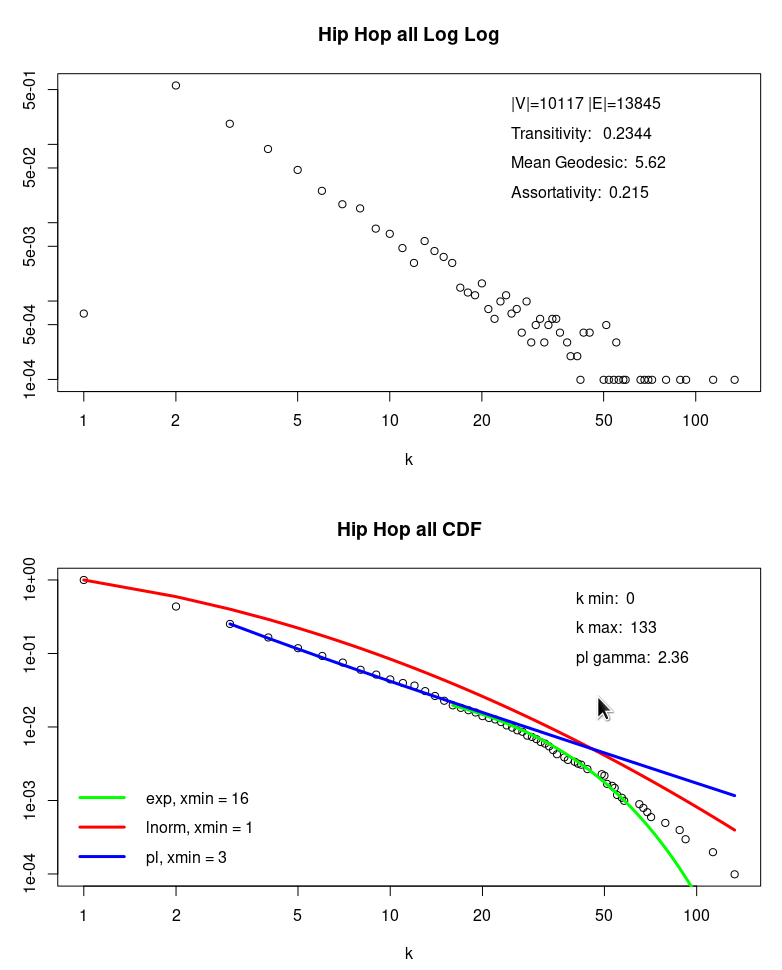 Hip Hop all Log Log
|V|=10117 |E|=13845
Transitivity: 0.2344
Mean Geodesic: 5.62
Assortativity: 0.215
5e-01
5e-02
5e-03
5e-04
1e-04
1 2 5 10 20 50 100
k
Hip Hop all CDF
k min: 0
k max: 133
pl gamma: 2.36
1e+00
1e-01
1e-02
1e-03
1e-04
exp, xmin = 16
lnorm, xmin = 1
pl, xmin = 3
1 2 5 10 20 50 100
k